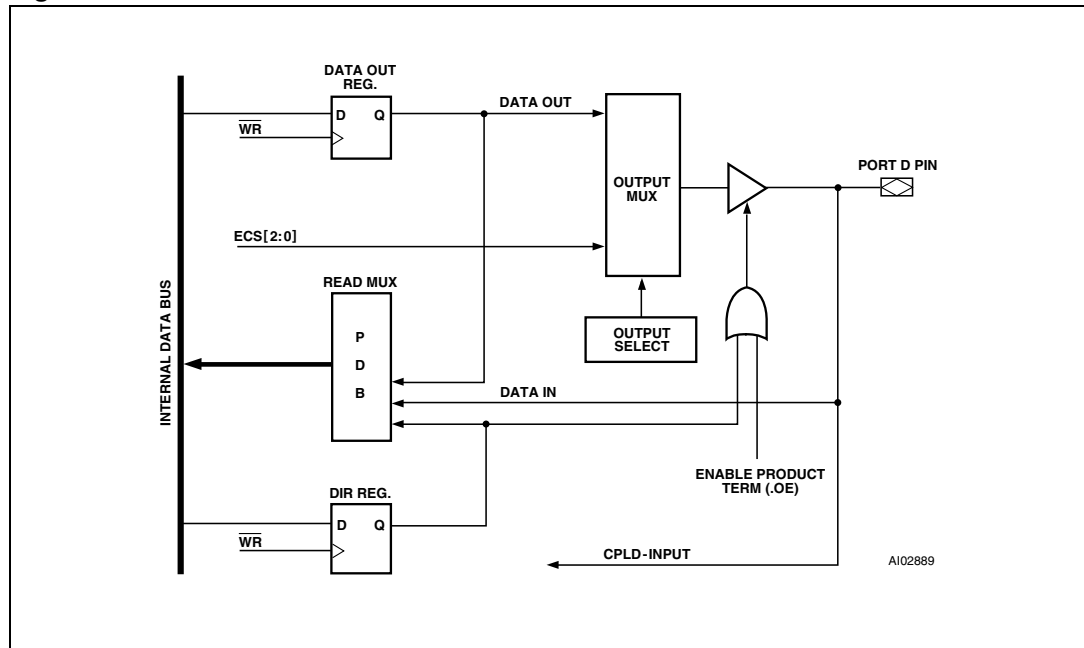 DATA OUT
REG.
D Q
WR
DATA OUT
OUTPUT
MUX
PORT D PIN
ECS[2:0]
READ MUX
P
D
B
OUTPUT
SELECT
INTERNAL DATA BUS
DATA IN
ENABLE PRODUCT
TERM (.OE)
DIR REG.
D Q
WR
CPLD-INPUT
AI02889